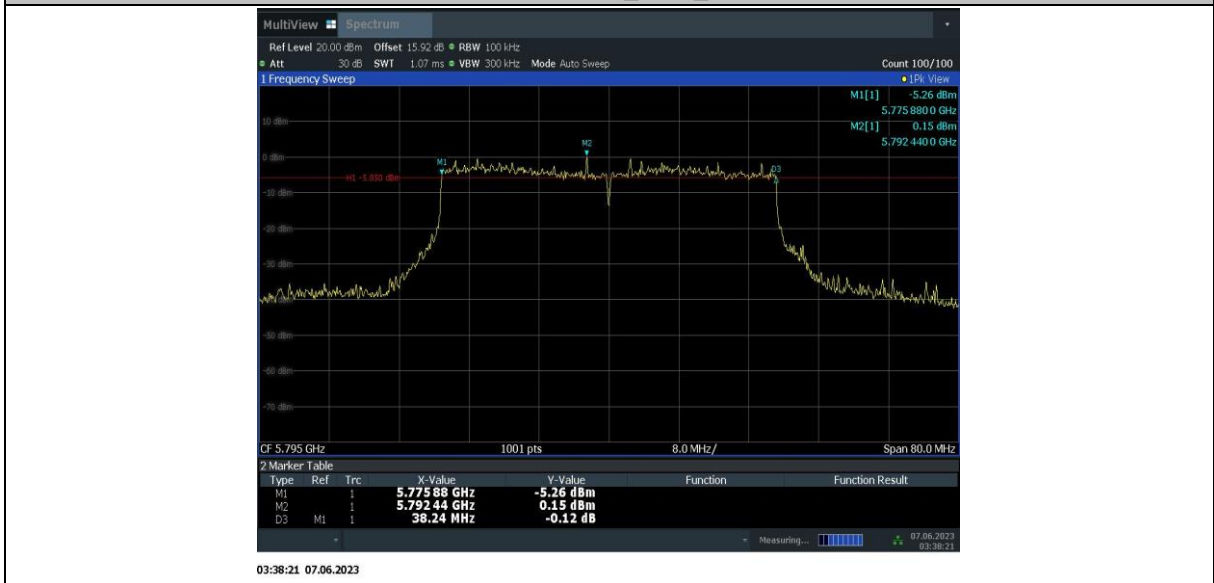 MultiView Spectrum
Ref Level 20.00 dBm Offset 15.92 dB RBW 100 kHz
Att 30 dB SWT 1.07 ms VBW 300 kHz Mode Auto Sweep Count 100/100
1 Frequency Sweep 1Pk View
M1[1] -5.26 dBm
5.775 880 0 GHz
10 dBm
M2[1] 0.15 dBm
5.792 440 0 GHz
M2
0 dBm
M1
D3
H1 -5.850 dBm
-10 dBm
-20 dBm
-30 dBm
-50 dBm
-60 dBm
-70 dBm
CF 5.795 GHz 1001 pts 8.0 MHz/ Span 80.0 MHz
2 Marker Table
Type Ref Trc X-Value Y-Value Function Function Result
M1 1 5.775 88 GHz -5.26 dBm
M2 1 5.792 44 GHz 0.15 dBm
D3 M1 1 38.24 MHz -0.12 dB
Measuring... 07.06.2023
03:38:21
03:38:21 07.06.2023